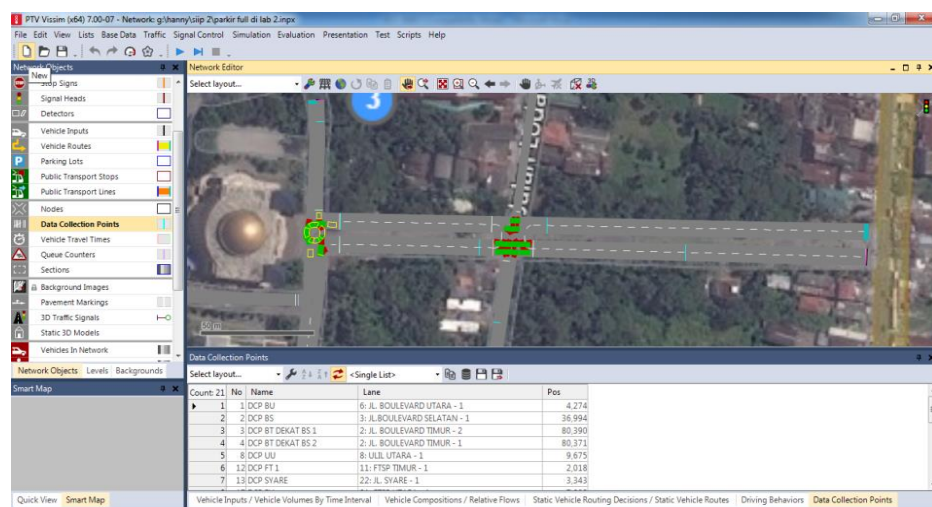 PTV Vissim (x64) 7.00-07 - Network: g:\hanny\siip 2\parkir full di lab 2.inpx
File Edit View Lists Base Data Traffic Signal Control Simulation Evaluation Presentation Test Scripts Help
Network Objects
New
Stop Signs
Signal Heads
Detectors
Vehicle Inputs
Vehicle Routes
Parking Lots
Public Transport Stops
Public Transport Lines
Nodes
Data Collection Points
Vehicle Travel Times
Queue Counters
Sections
Background Images
Pavement Markings
3D Traffic Signals
Static 3D Models
Vehicles In Network
Network Objects Levels Backgrounds
Smart Map
Quick View Smart Map
Network Editor
Select layout...
3
50 m
Data Collection Points
Select layout... <Single List>
Count: 21 No Name Lane Pos
1 1 DCP BU 6: JL. BOULEVARD UTARA - 1 4,274
2 2 DCP BS 3: JL.BOULEVARD SELATAN - 1 36,994
3 3 DCP BT DEKAT BS 1 2: JL. BOULEVARD TIMUR - 2 80,390
4 4 DCP BT DEKAT BS 2 2: JL. BOULEVARD TIMUR - 1 80,371
5 8 DCP UU 8: ULIL UTARA - 1 9,675
6 12 DCP FT 1 11: FTSP TIMUR - 1 2,018
7 13 DCP SYARE 22: JL. SYARE - 1 3,343
Vehicle Inputs / Vehicle Volumes By Time Interval Vehicle Compositions / Relative Flows Static Vehicle Routing Decisions / Static Vehicle Routes Driving Behaviors Data Collection Points